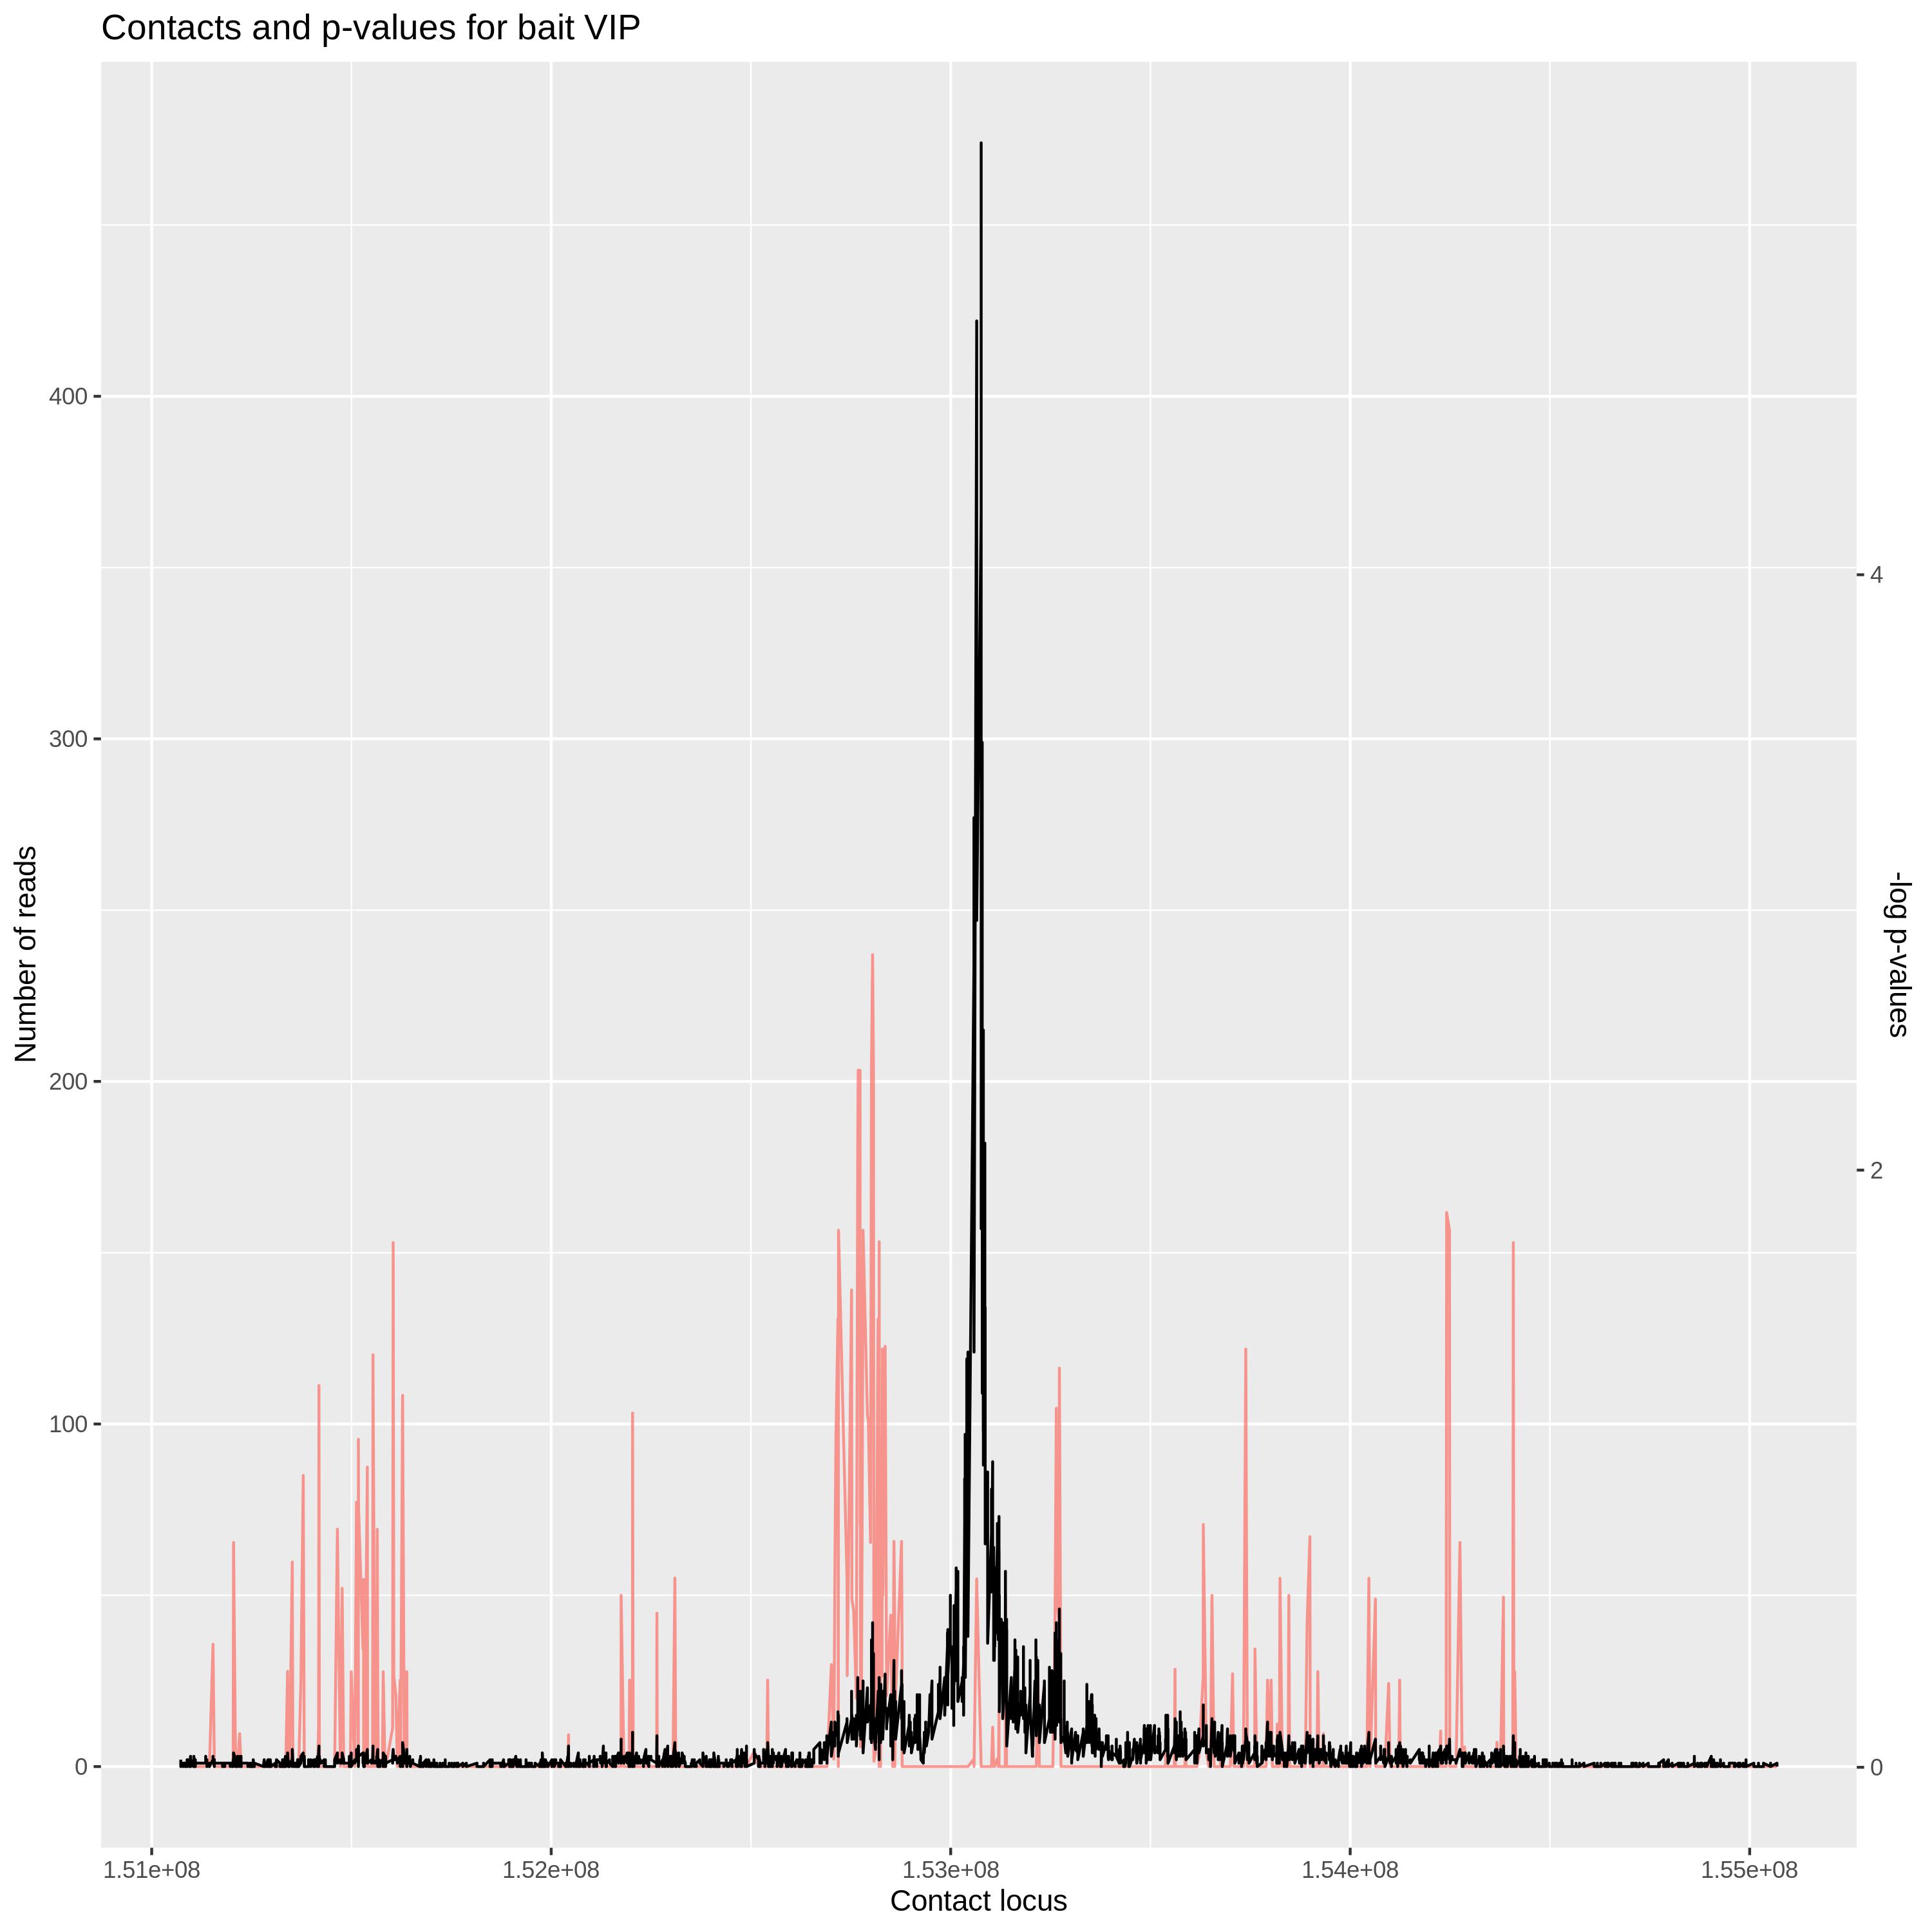 Contacts and p-values for bait VIP
400
300
200
100
0
Number of reads
4
2
0
-log p-values
1.51e+08
1.52e+08
1.53e+08
1.54e+08
1.55e+08
Contact locus